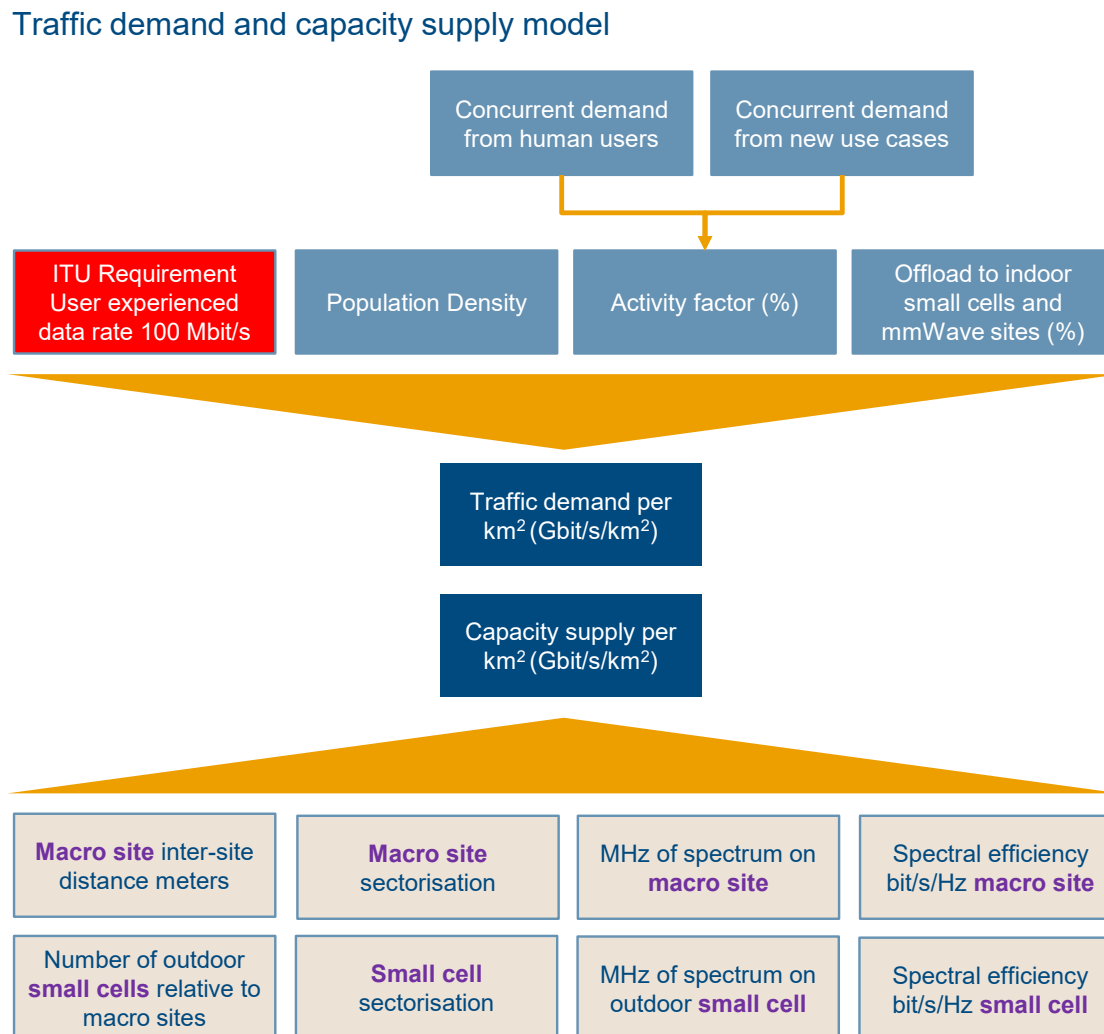 Traffic demand and capacity supply model
Concurrent demand
from human users
Concurrent demand
from new use cases
ITU Requirement
User experienced
data rate 100 Mbit/s
Population Density
Activity factor (%)
Offload to indoor
small cells and
mmWave sites (%)
Traffic demand per
km² (Gbit/s/km²)
Capacity supply per
km² (Gbit/s/km²)
Macro site inter-site
distance meters
Macro site
sectorisation
MHz of spectrum on
macro site
Spectral efficiency
bit/s/Hz macro site
Number of outdoor
small cells relative to
macro sites
Small cell
sectorisation
MHz of spectrum on
outdoor small cell
Spectral efficiency
bit/s/Hz small cell